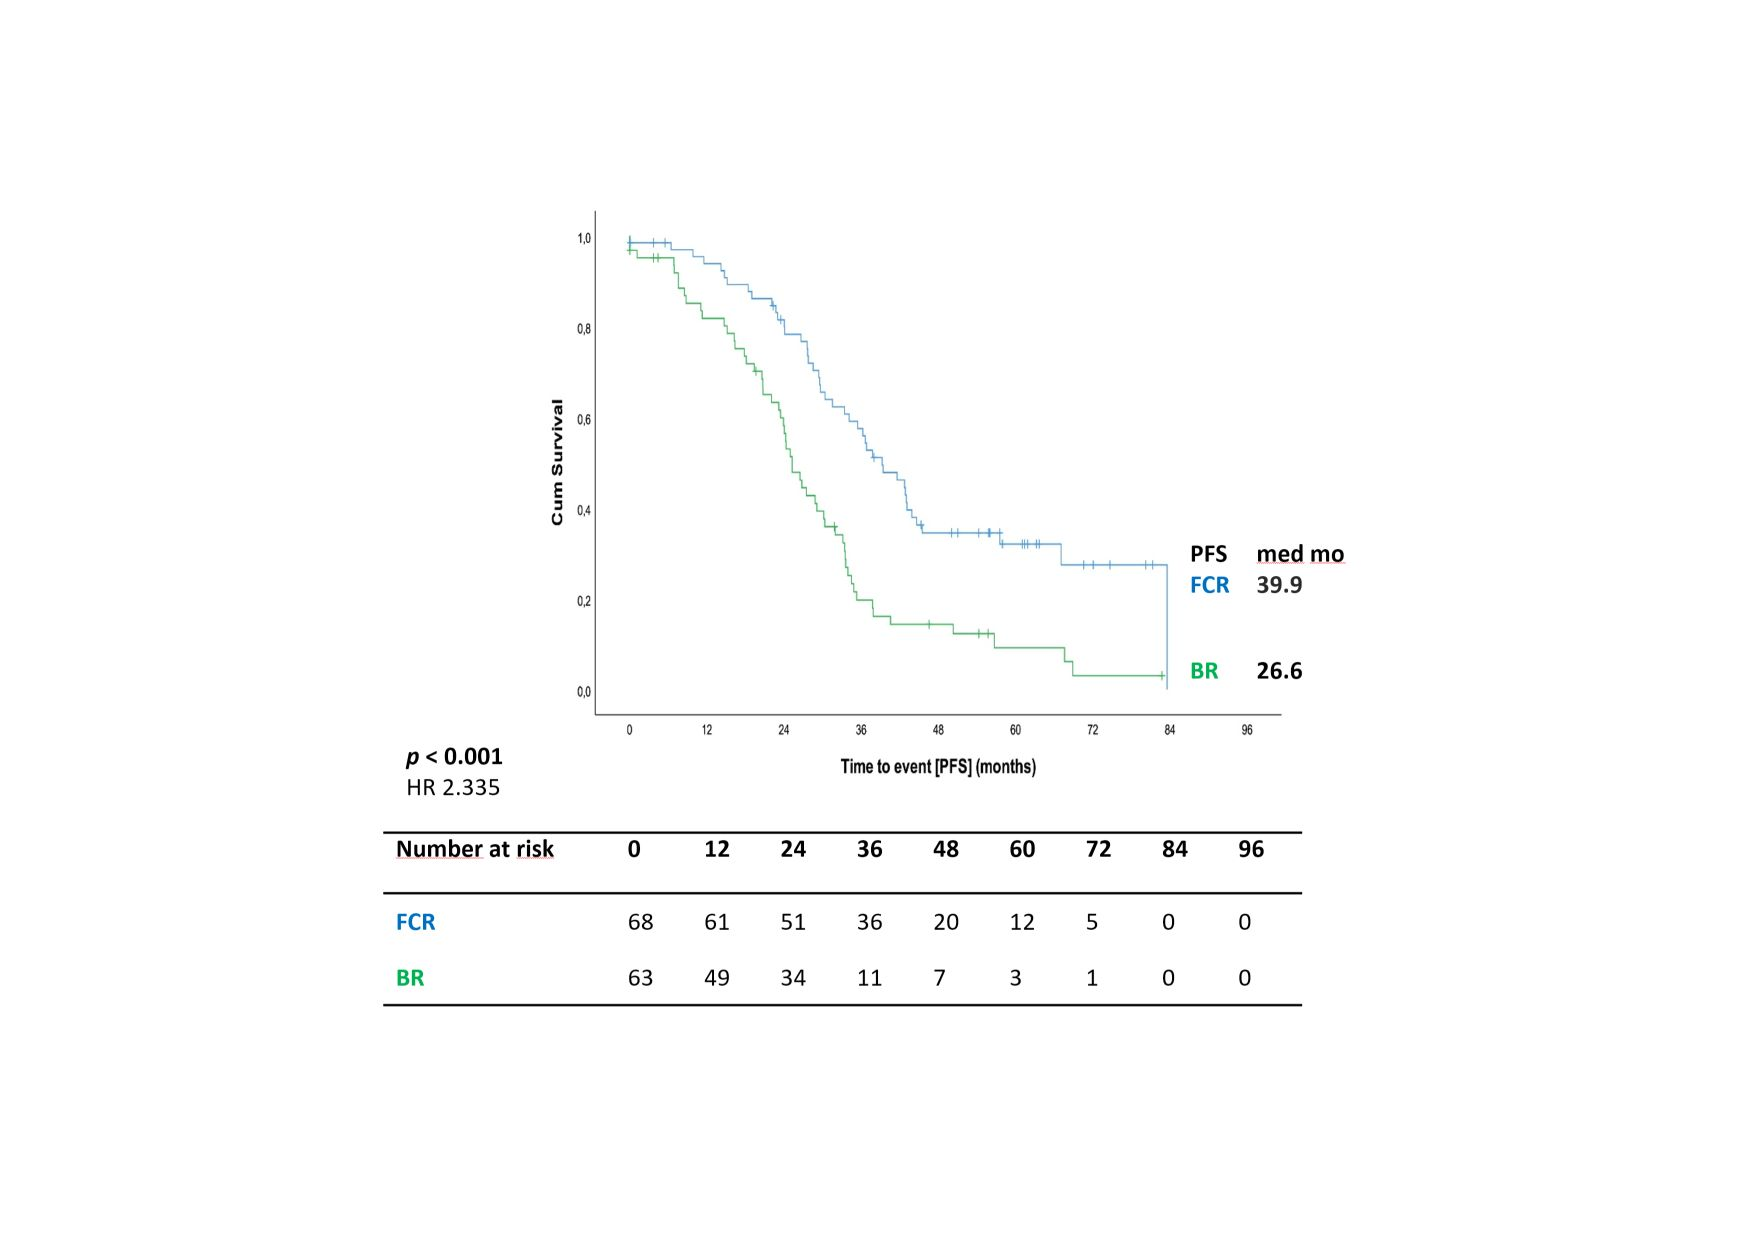 1,0
0,8
0,6
0,4
0,2
0,0
Cum Survival
0 12 24 36 48 60 72 84 96
Time to event [PFS] (months)
PFS med mo
FCR 39.9
BR 26.6
p < 0.001
HR 2.335
Number at risk 0 12 24 36 48 60 72 84 96
FCR 68 61 51 36 20 12 5 0 0
BR 63 49 34 11 7 3 1 0 0